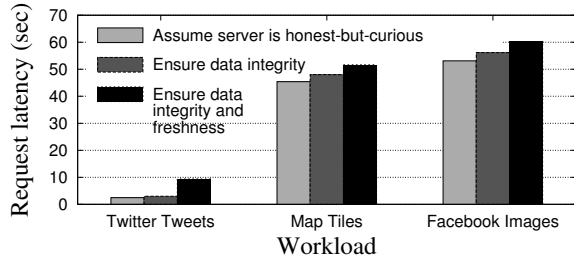 70
60
50
40
30
20
10
0
Request latency (sec)
Assume server is honest-but-curious
Ensure data integrity
Ensure data
integrity and
freshness
Twitter Tweets
Map Tiles
Facebook Images
Workload